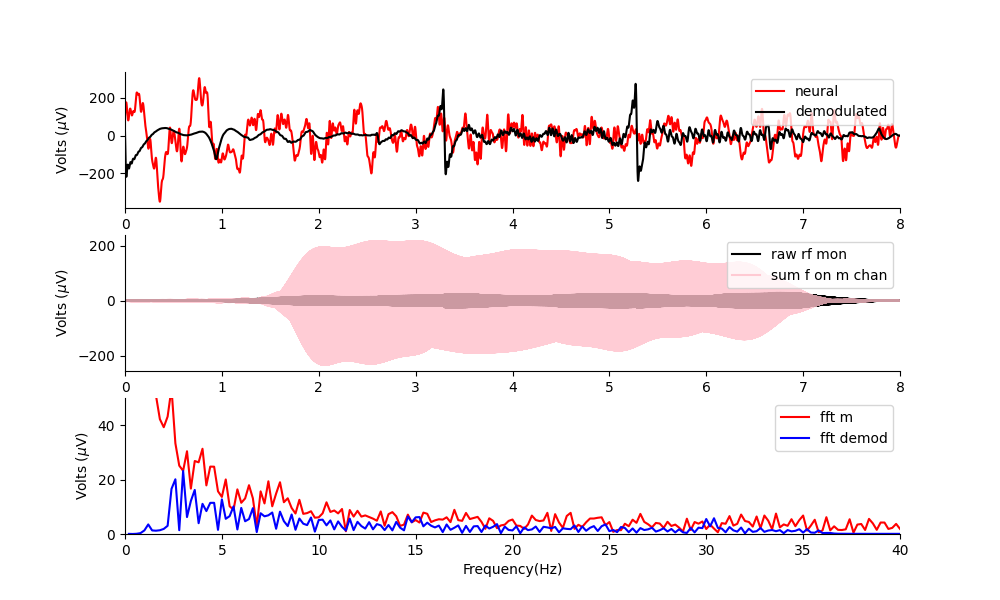 Volts (μV)
200
0
−200
neural
demodulated
0 1 2 3 4 5 6 7 8
Volts (μV)
200
0
−200
raw rf mon
sum f on m chan
0 1 2 3 4 5 6 7 8
Volts (μV)
40
20
0
fft m
fft demod
0 5 10 15 20 25 30 35 40
Frequency(Hz)